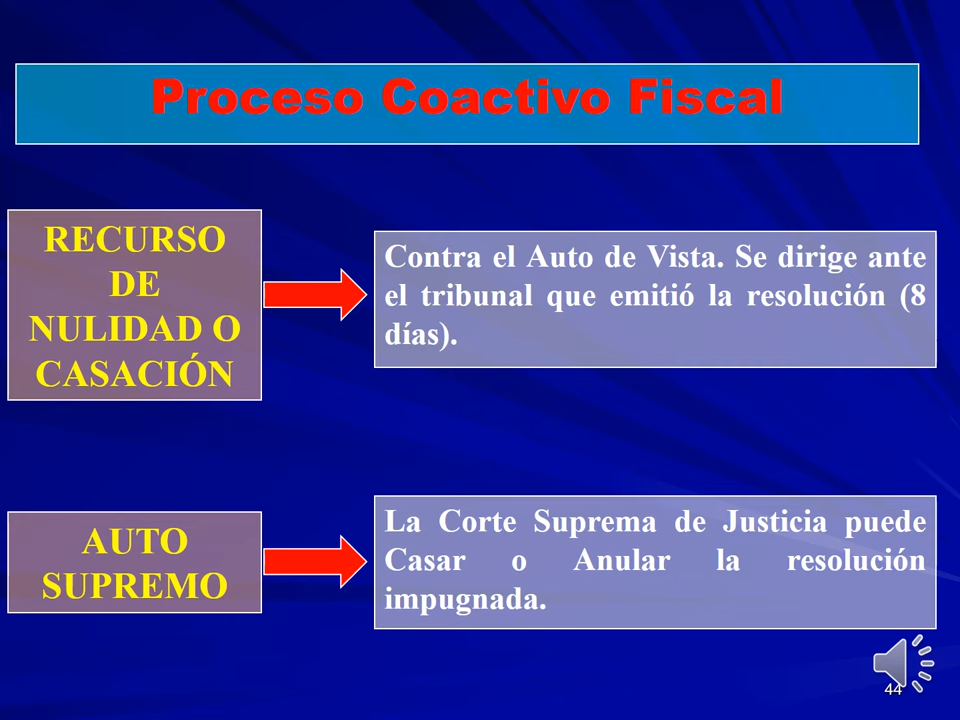 Proceso Coactivo Fiscal
RECURSO
DE
NULIDAD O
CASACIÓN
Contra el Auto de Vista. Se dirige ante
el tribunal que emitió la resolución (8
días).
AUTO
SUPREMO
La Corte Suprema de Justicia puede
Casar o Anular la resolución
impugnada.
44